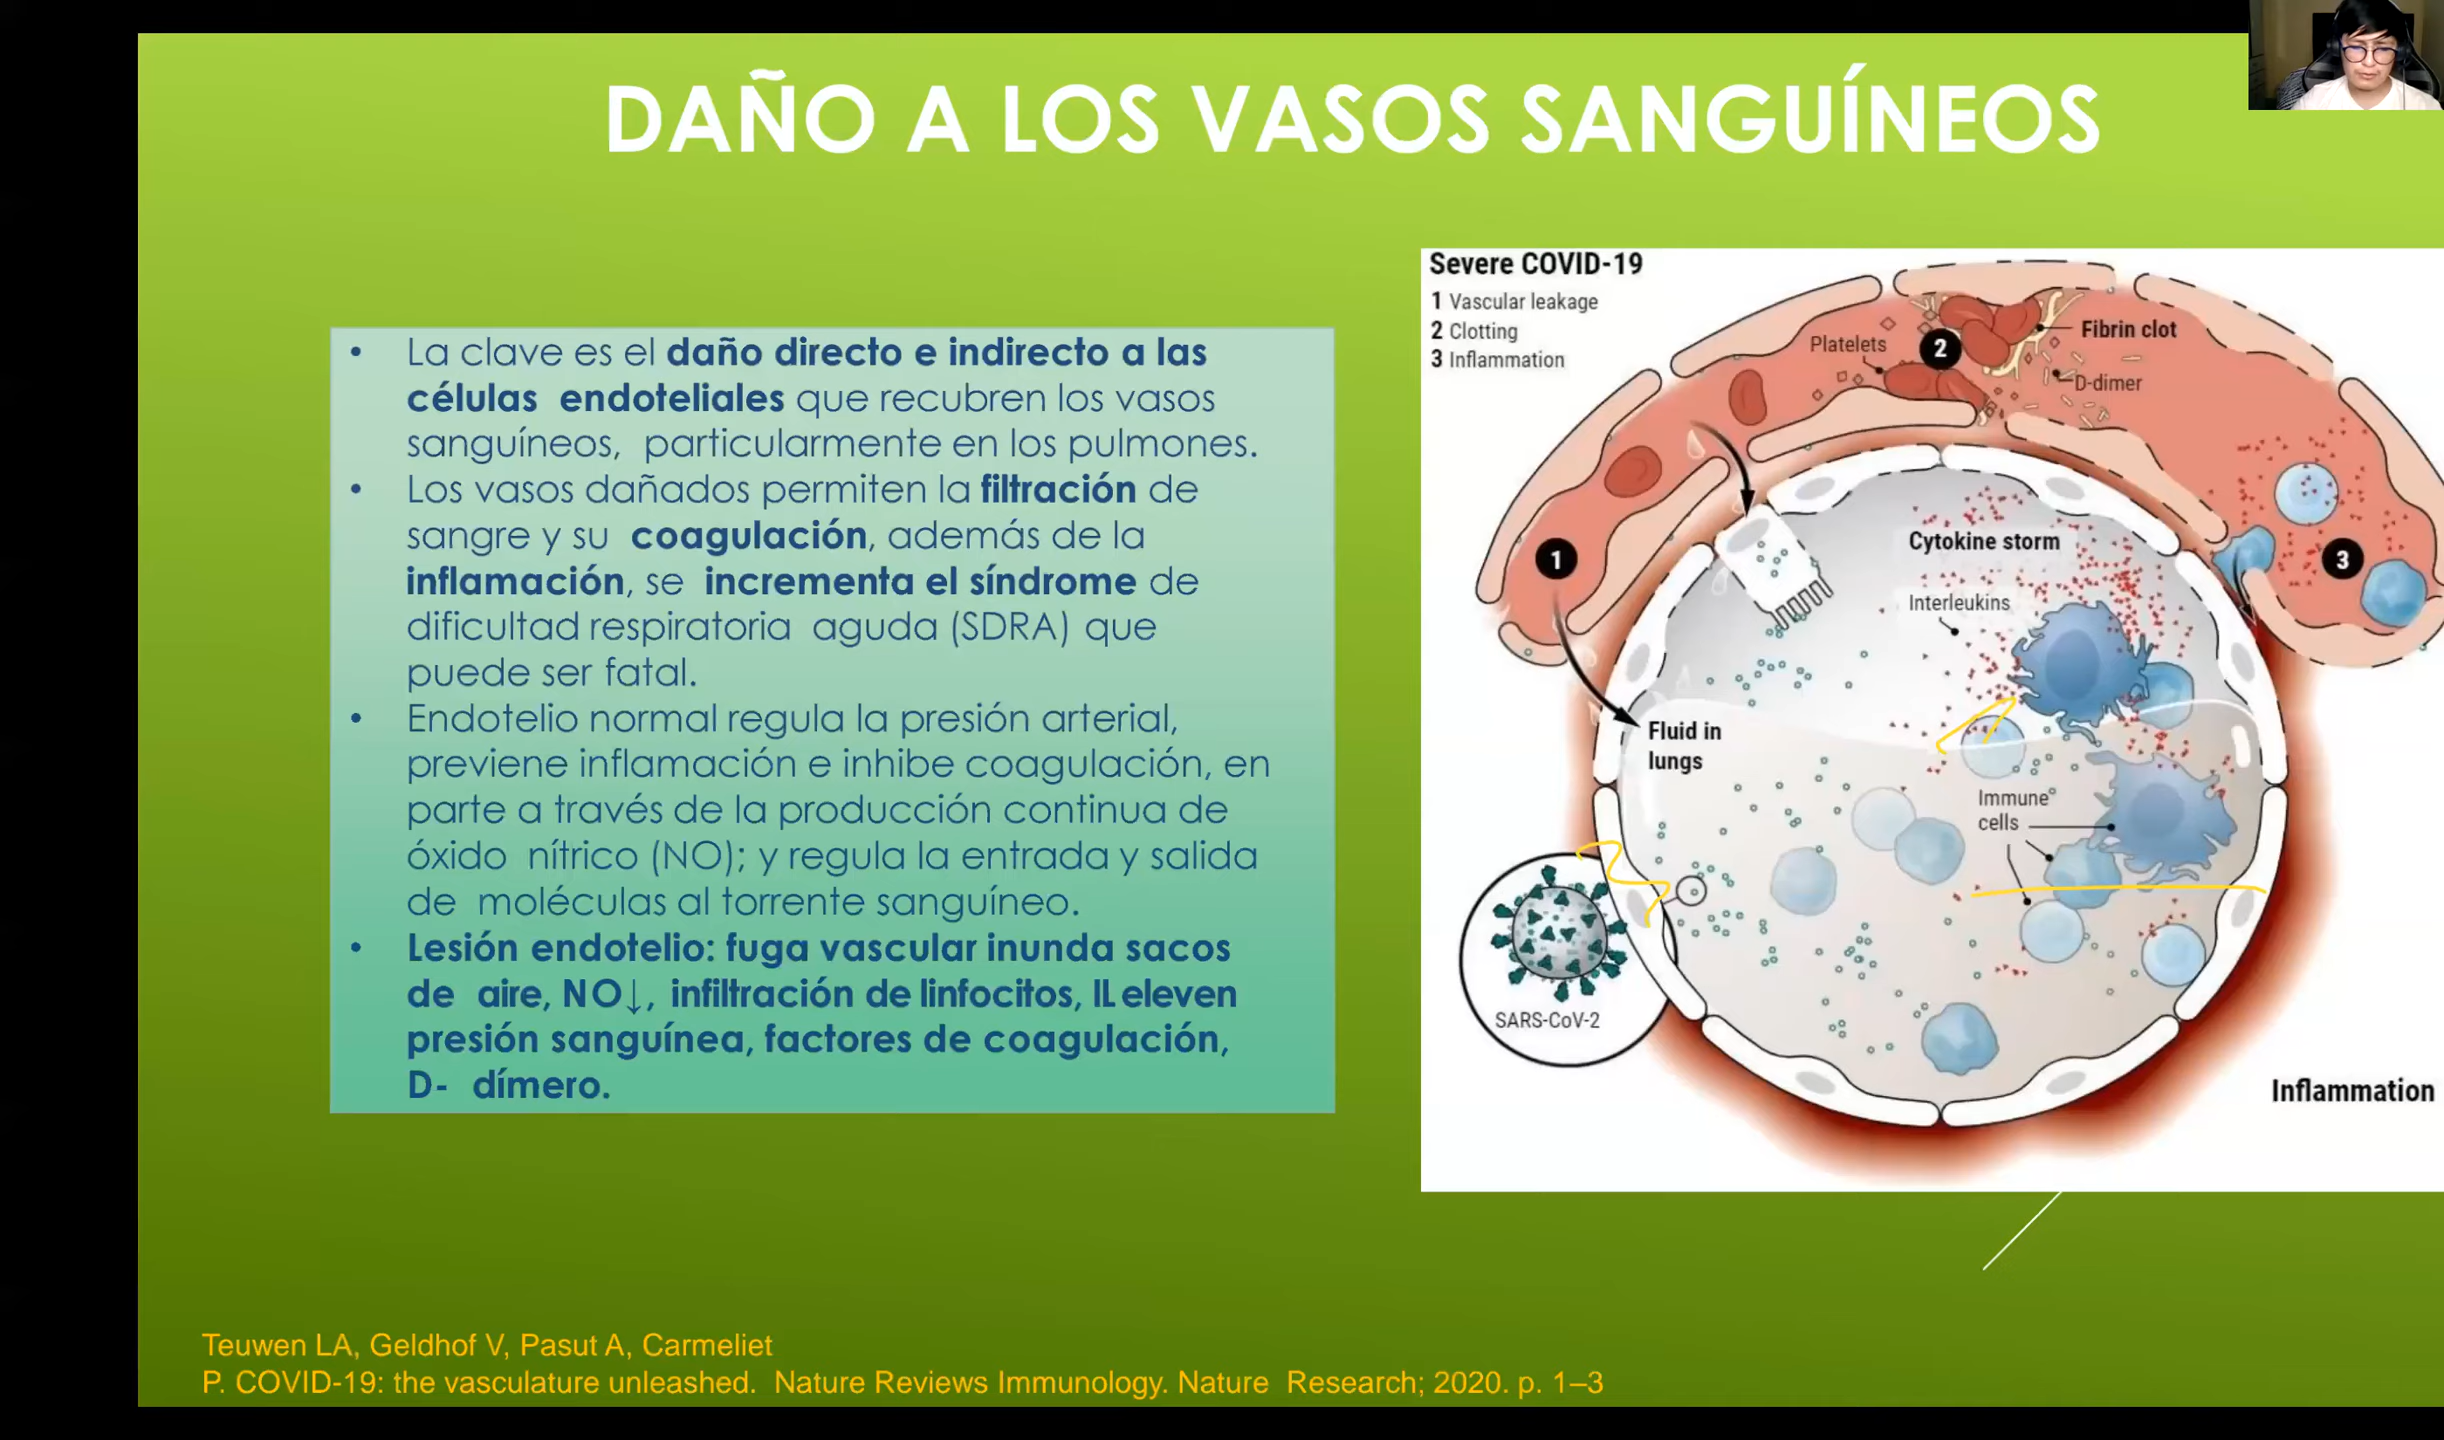 DAÑO A LOS VASOS SANGUÍNEOS
• La clave es el daño directo e indirecto a las
células endoteliales que recubren los vasos
sanguíneos, particularmente en los pulmones.
• Los vasos dañados permiten la filtración de
sangre y su coagulación, además de la
inflamación, se incrementa el síndrome de
dificultad respiratoria aguda (SDRA) que
puede ser fatal.
• Endotelio normal regula la presión arterial,
previene inflamación e inhibe coagulación, en
parte a través de la producción continua de
óxido nítrico (NO); y regula la entrada y salida
de moléculas al torrente sanguíneo.
• Lesión endotelio: fuga vascular inunda sacos
de aire, NO↓, infiltración de linfocitos, IL eleven
presión sanguínea, factores de coagulación,
D- dímero.
Severe COVID-19
1 Vascular leakage
2 Clotting
3 Inflammation
Platelets
2
Fibrin clot
D-dimer
1
Cytokine storm
3
Interleukins
Fluid in
lungs
Immune
cells
SARS-CoV-2
Inflammation
Teuwen LA, Geldhof V, Pasut A, Carmeliet
P. COVID-19: the vasculature unleashed. Nature Reviews Immunology. Nature Research; 2020. p. 1–3